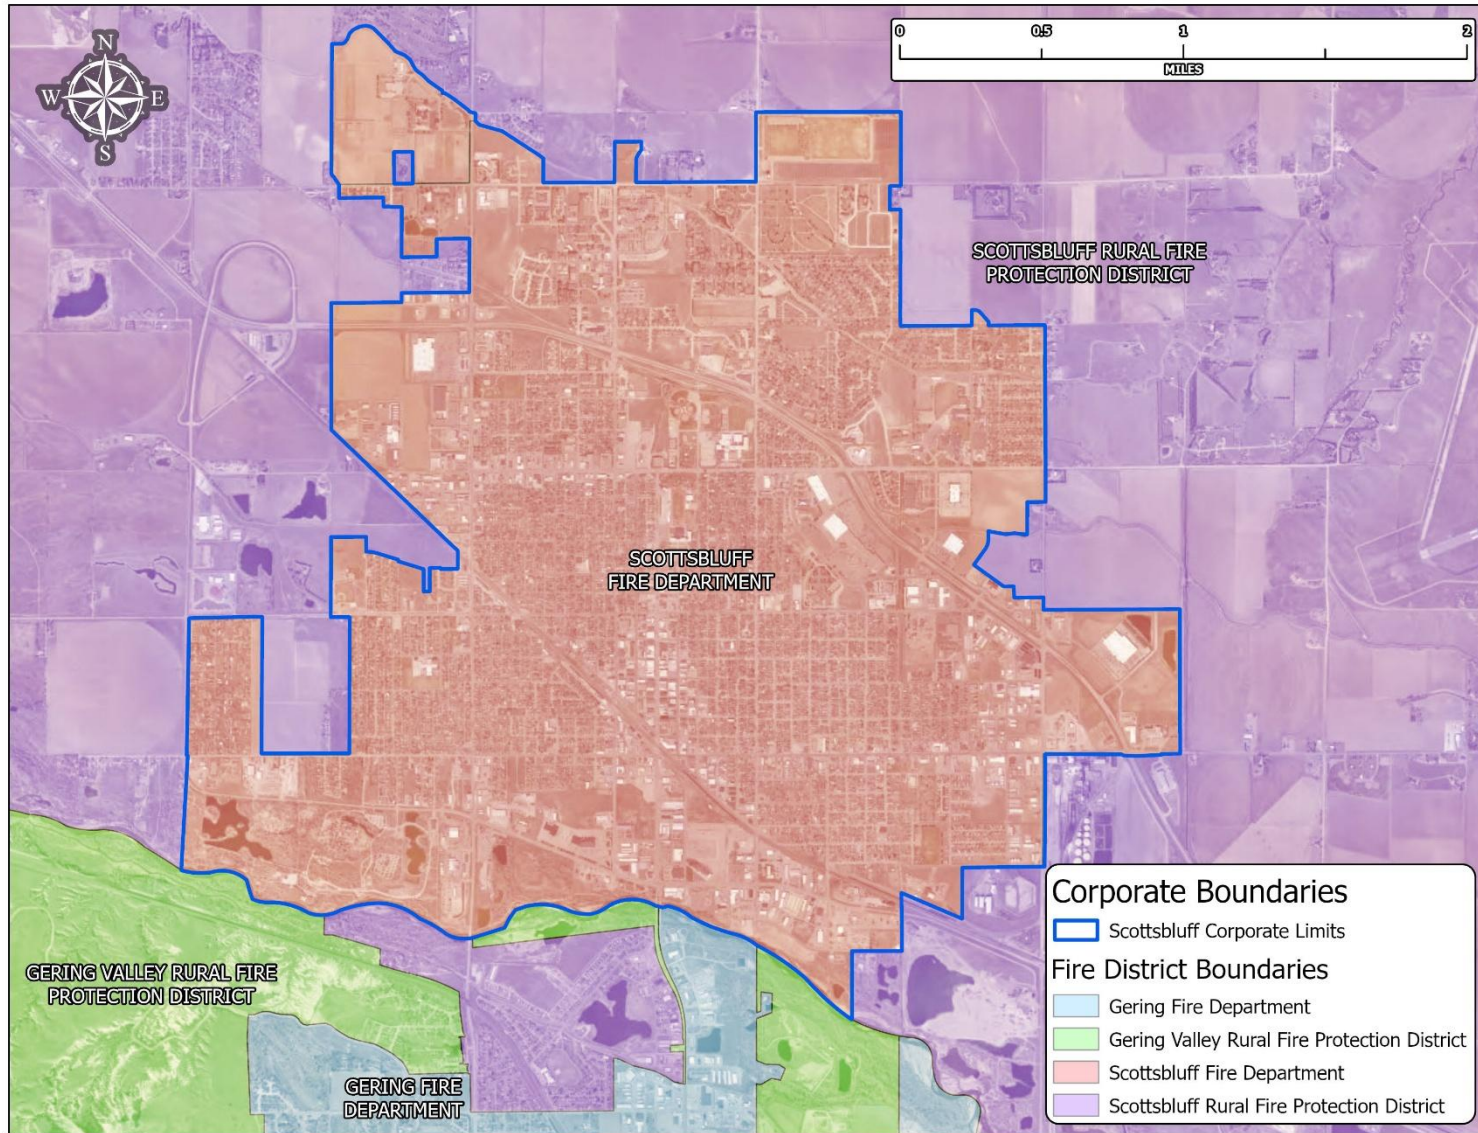 N
W E
S
0 0.5 1 2
MILES
SCOTTSBLUFF RURAL FIRE
PROTECTION DISTRICT
SCOTTSBLUFF
FIRE DEPARTMENT
GERING VALLEY RURAL FIRE
PROTECTION DISTRICT
GERING FIRE
DEPARTMENT
Corporate Boundaries
Scottsbluff Corporate Limits
Fire District Boundaries
Gering Fire Department
Gering Valley Rural Fire Protection District
Scottsbluff Fire Department
Scottsbluff Rural Fire Protection District